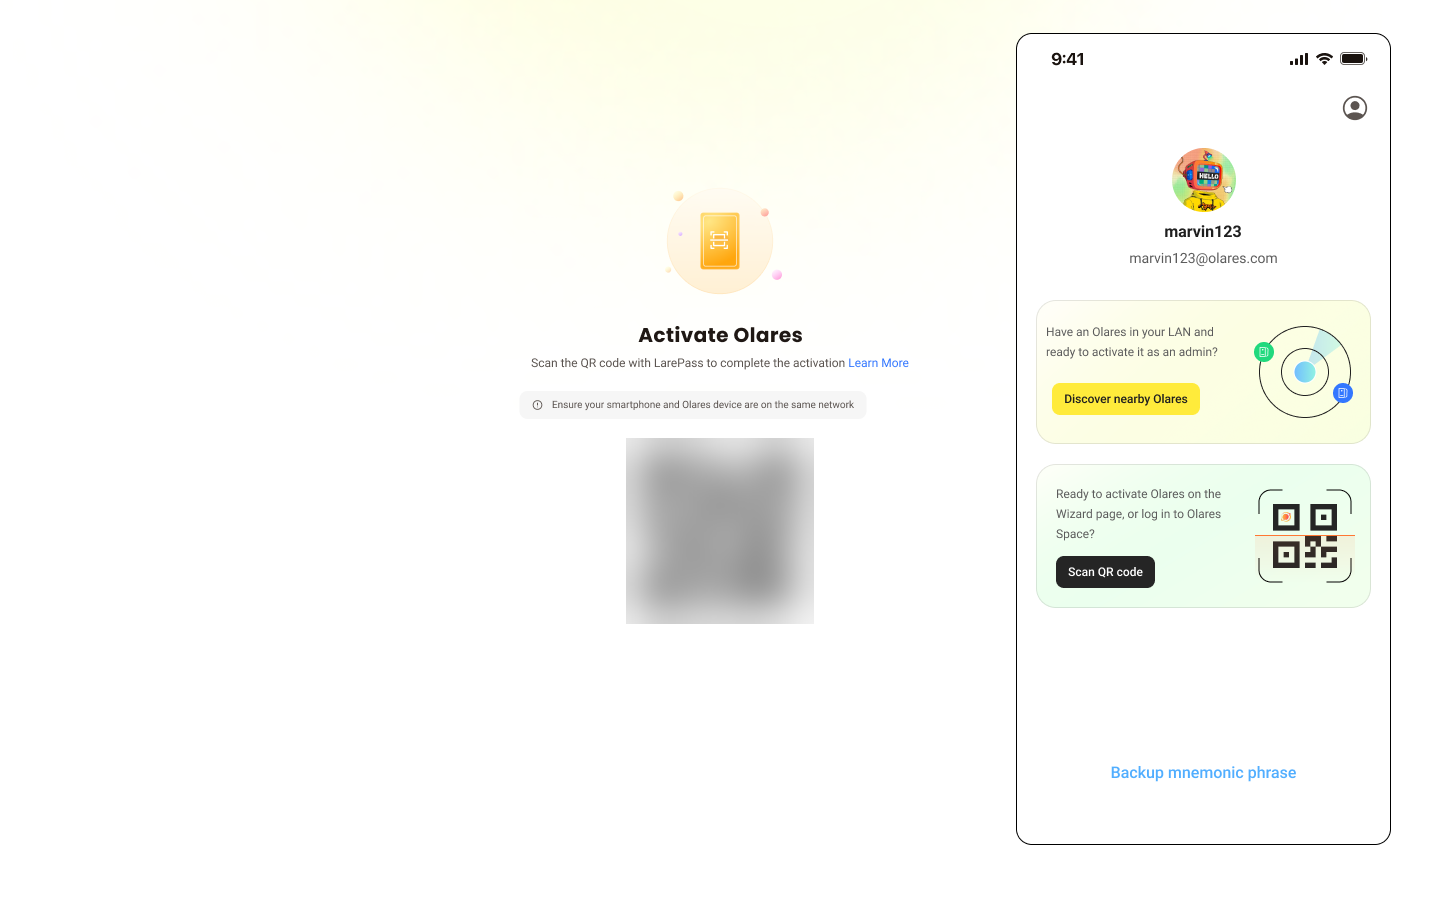 Activate Olares
Scan the QR code with LarePass to complete the activation Learn More
Ensure your smartphone and Olares device are on the same network
9:41
HELLO
marvin123
marvin123@olares.com
Have an Olares in your LAN and
ready to activate it as an admin?
Discover nearby Olares
Ready to activate Olares on the
Wizard page, or log in to Olares
Space?
Scan QR code
Backup mnemonic phrase